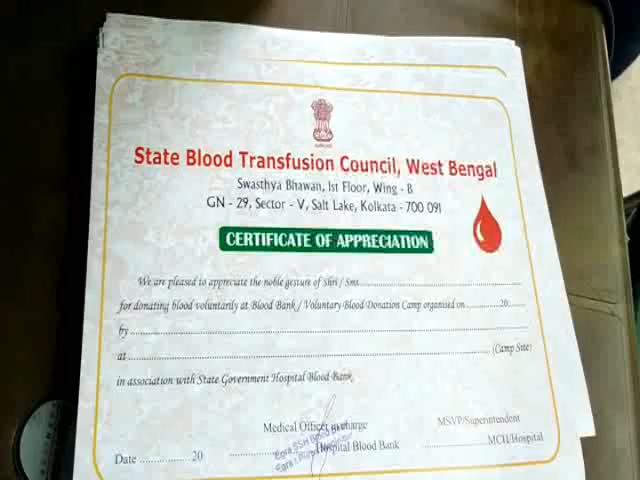 State Blood Transfusion Council, West Bengal
Swasthya Bhawan, Ist Floor, Wing - B
GN - 29, Sector - V, Salt Lake, Kolkata - 700 091
CERTIFICATE OF APPRECIATION
We are pleased to appreciate the noble gesture of Shri / Smt
for donating blood voluntarily at Blood Bank / Voluntary Blood Donation Camp organised on 20
by
at (Camp Site)
in association with State Government Hospital Blood Bank.
Medical Officer in charge MSVP/Superintendent
Date 20 Hospital Blood Bank MCH/Hospital
Egra SSH Blood